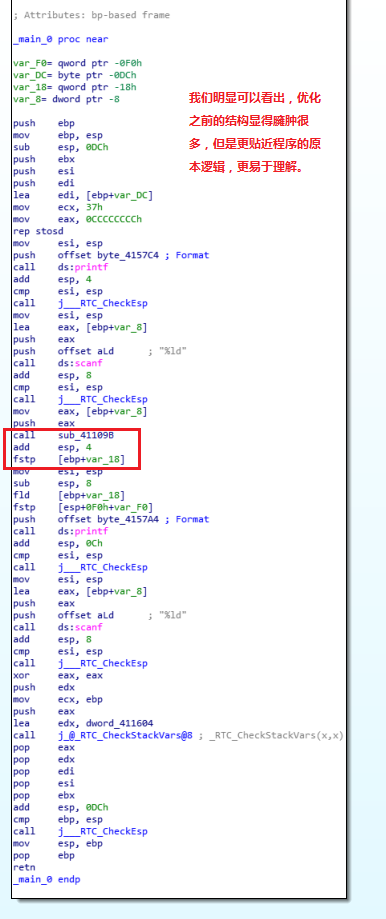 ; Attributes: bp-based frame
_main_0 proc near
var_F0= qword ptr -0F0h
var_DC= byte ptr -0DCh
var_18= qword ptr -18h
var_8= dword ptr -8
我们明显可以看出，优化
之前的结构显得臃肿很
多，但是更贴近程序的原
本逻辑，更易于理解。
push ebp
mov ebp, esp
sub esp, 0DCh
push ebx
push esi
push edi
lea edi, [ebp+var_DC]
mov ecx, 37h
mov eax, 0CCCCCCCCh
rep stosd
mov esi, esp
push offset byte_4157C4 ; Format
call ds:printf
add esp, 4
cmp esi, esp
call j___RTC_CheckEsp
mov esi, esp
lea eax, [ebp+var_8]
push eax
push offset aLd ; "%ld"
call ds:scanf
add esp, 8
cmp esi, esp
call j___RTC_CheckEsp
mov eax, [ebp+var_8]
push eax
call sub_41109B
add esp, 4
fstp [ebp+var_18]
mov esi, esp
sub esp, 8
fld [ebp+var_18]
fstp [esp+0F0h+var_F0]
push offset byte_4157A4 ; Format
call ds:printf
add esp, 0Ch
cmp esi, esp
call j___RTC_CheckEsp
mov esi, esp
lea eax, [ebp+var_8]
push eax
push offset aLd ; "%ld"
call ds:scanf
add esp, 8
cmp esi, esp
call j___RTC_CheckEsp
xor eax, eax
push edx
mov ecx, ebp
push eax
lea edx, dword_411604
call j_@_RTC_CheckStackVars@8 ; _RTC_CheckStackVars(x,x)
pop eax
pop edx
pop edi
pop esi
pop ebx
add esp, 0DCh
cmp ebp, esp
call j___RTC_CheckEsp
mov esp, ebp
pop ebp
retn
_main_0 endp